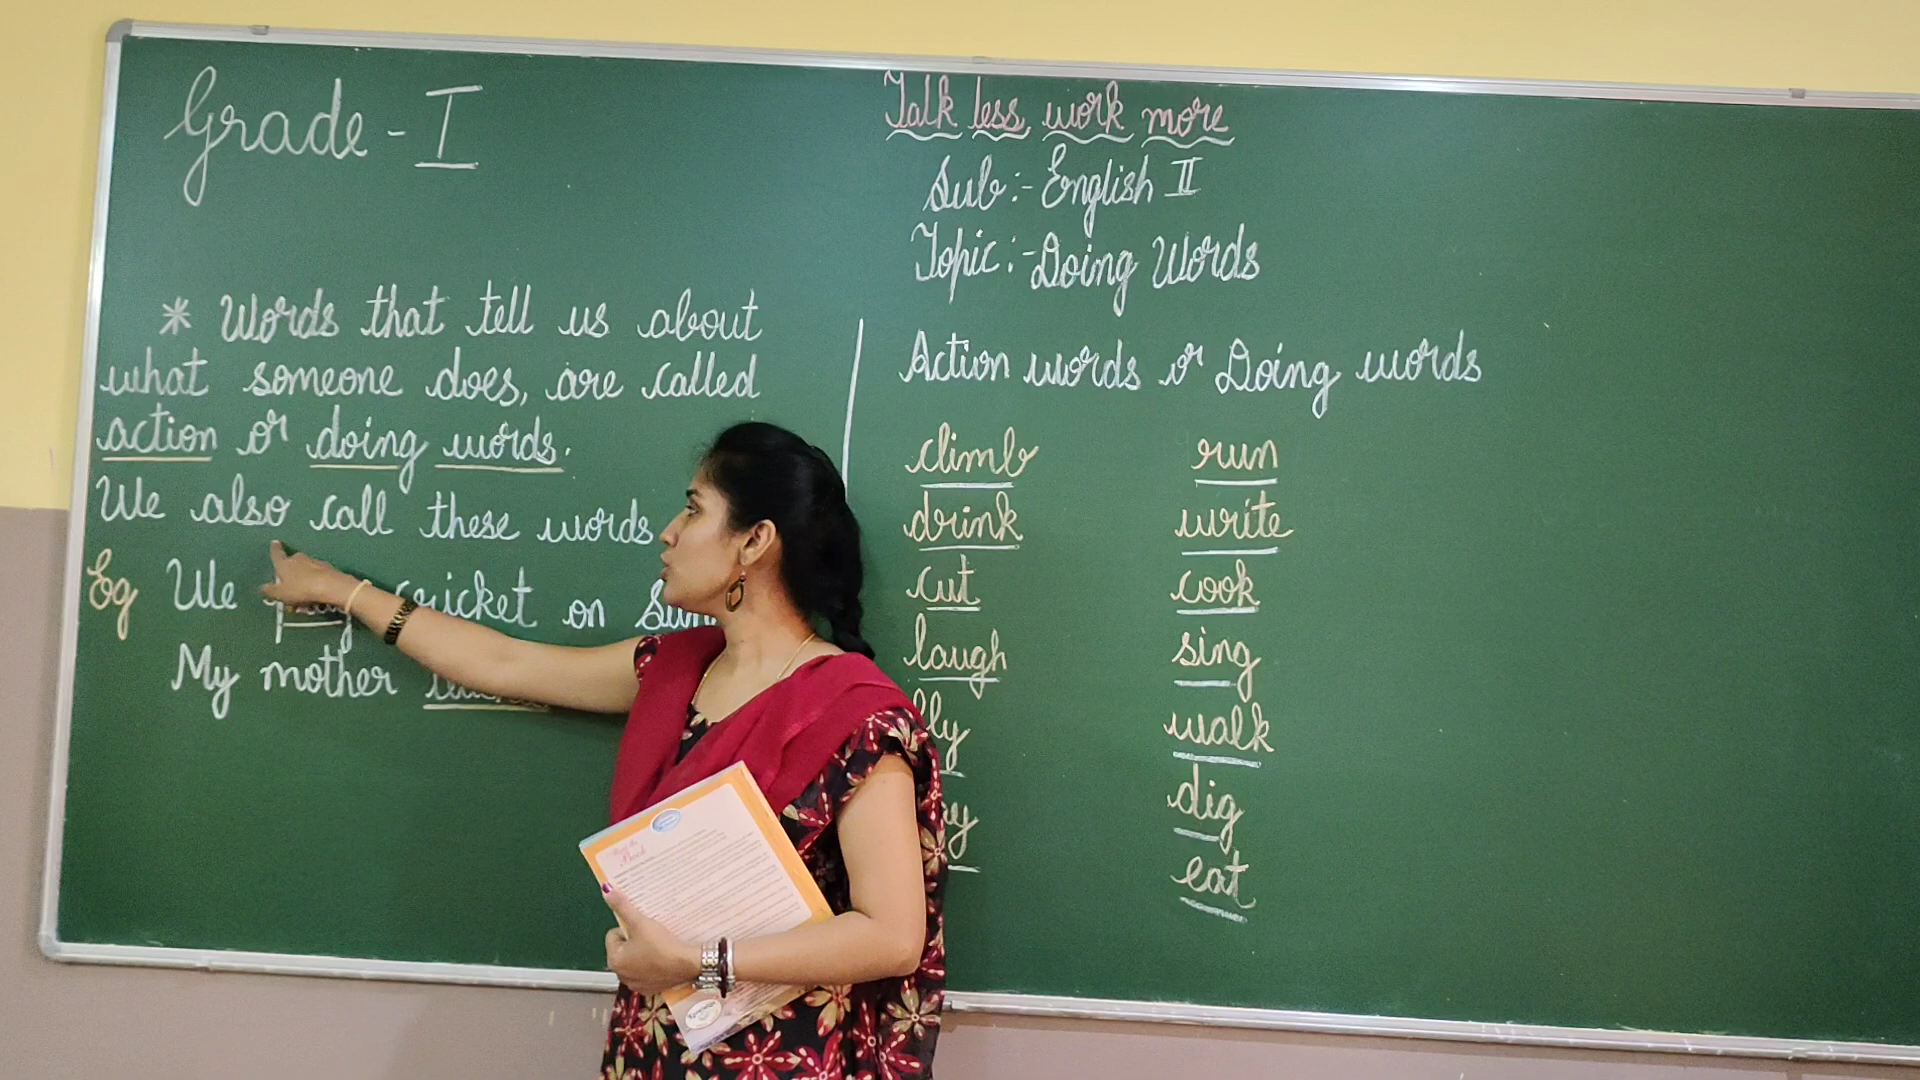 Grade - I
Talk less work more
Sub:- English II
Topic:- Doing Words
* Words that tell us about
what someone does, are called
action or doing words.
We also call these words
Eg We play cricket on
My mother
Action words or Doing words
climb run
drink write
cut cook
laugh sing
walk
dig
eat